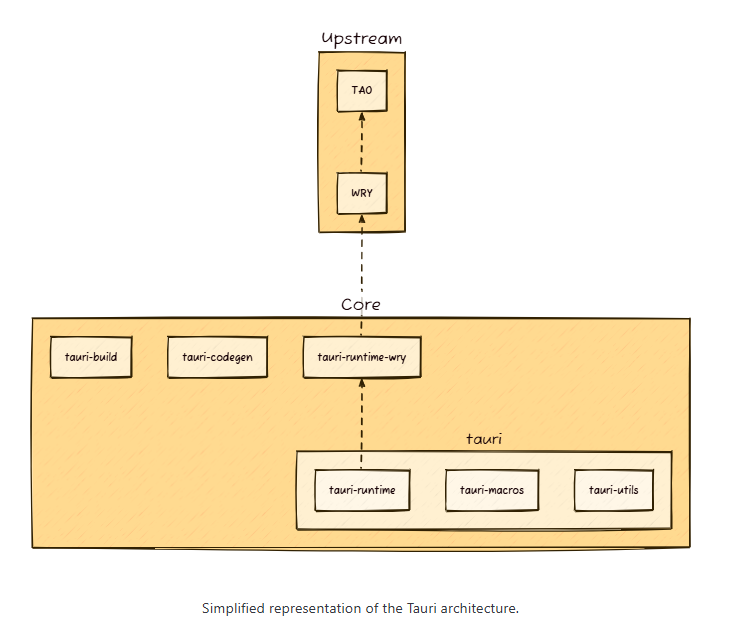 Upstream
TAO
WRY
Core
tauri-build
tauri-codegen
tauri-runtime-wry
tauri
tauri-runtime
tauri-macros
tauri-utils
Simplified representation of the Tauri architecture.